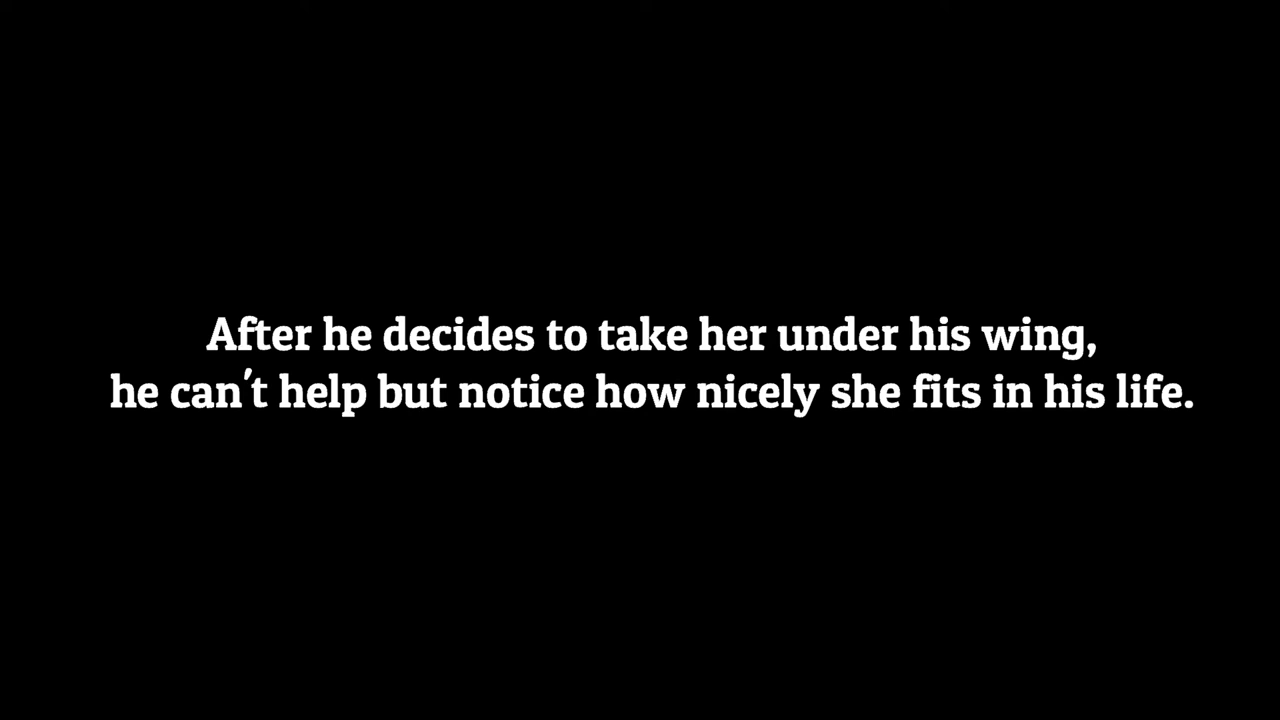 After he decides to take her under his wing,
he can't help but notice how nicely she fits in his life.